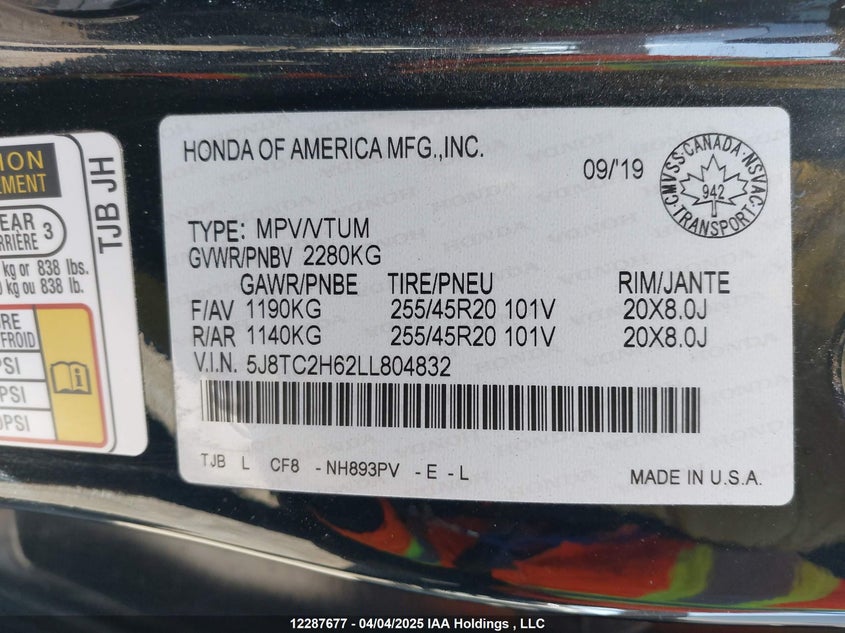 HONDA OF AMERICA MFG.,INC.
09/'19
CMVSS·CANADA·NSVAC
942
TRANSPORT
TYPE: MPV/VTUM
GVWR/PNBV 2280KG
GAWR/PNBE TIRE/PNEU RIM/JANTE
F/AV 1190KG 255/45R20 101V 20X8.0J
R/AR 1140KG 255/45R20 101V 20X8.0J
V.I.N. 5J8TC2H62LL804832
TJB L CF8 -NH893PV -E-L
MADE IN U.S.A.
TJB JH
3
kg or 838 lbs.
kg ou 838 lb.
FROID
PSI
PSI
PSI
12287677 - 04/04/2025 IAA Holdings , LLC